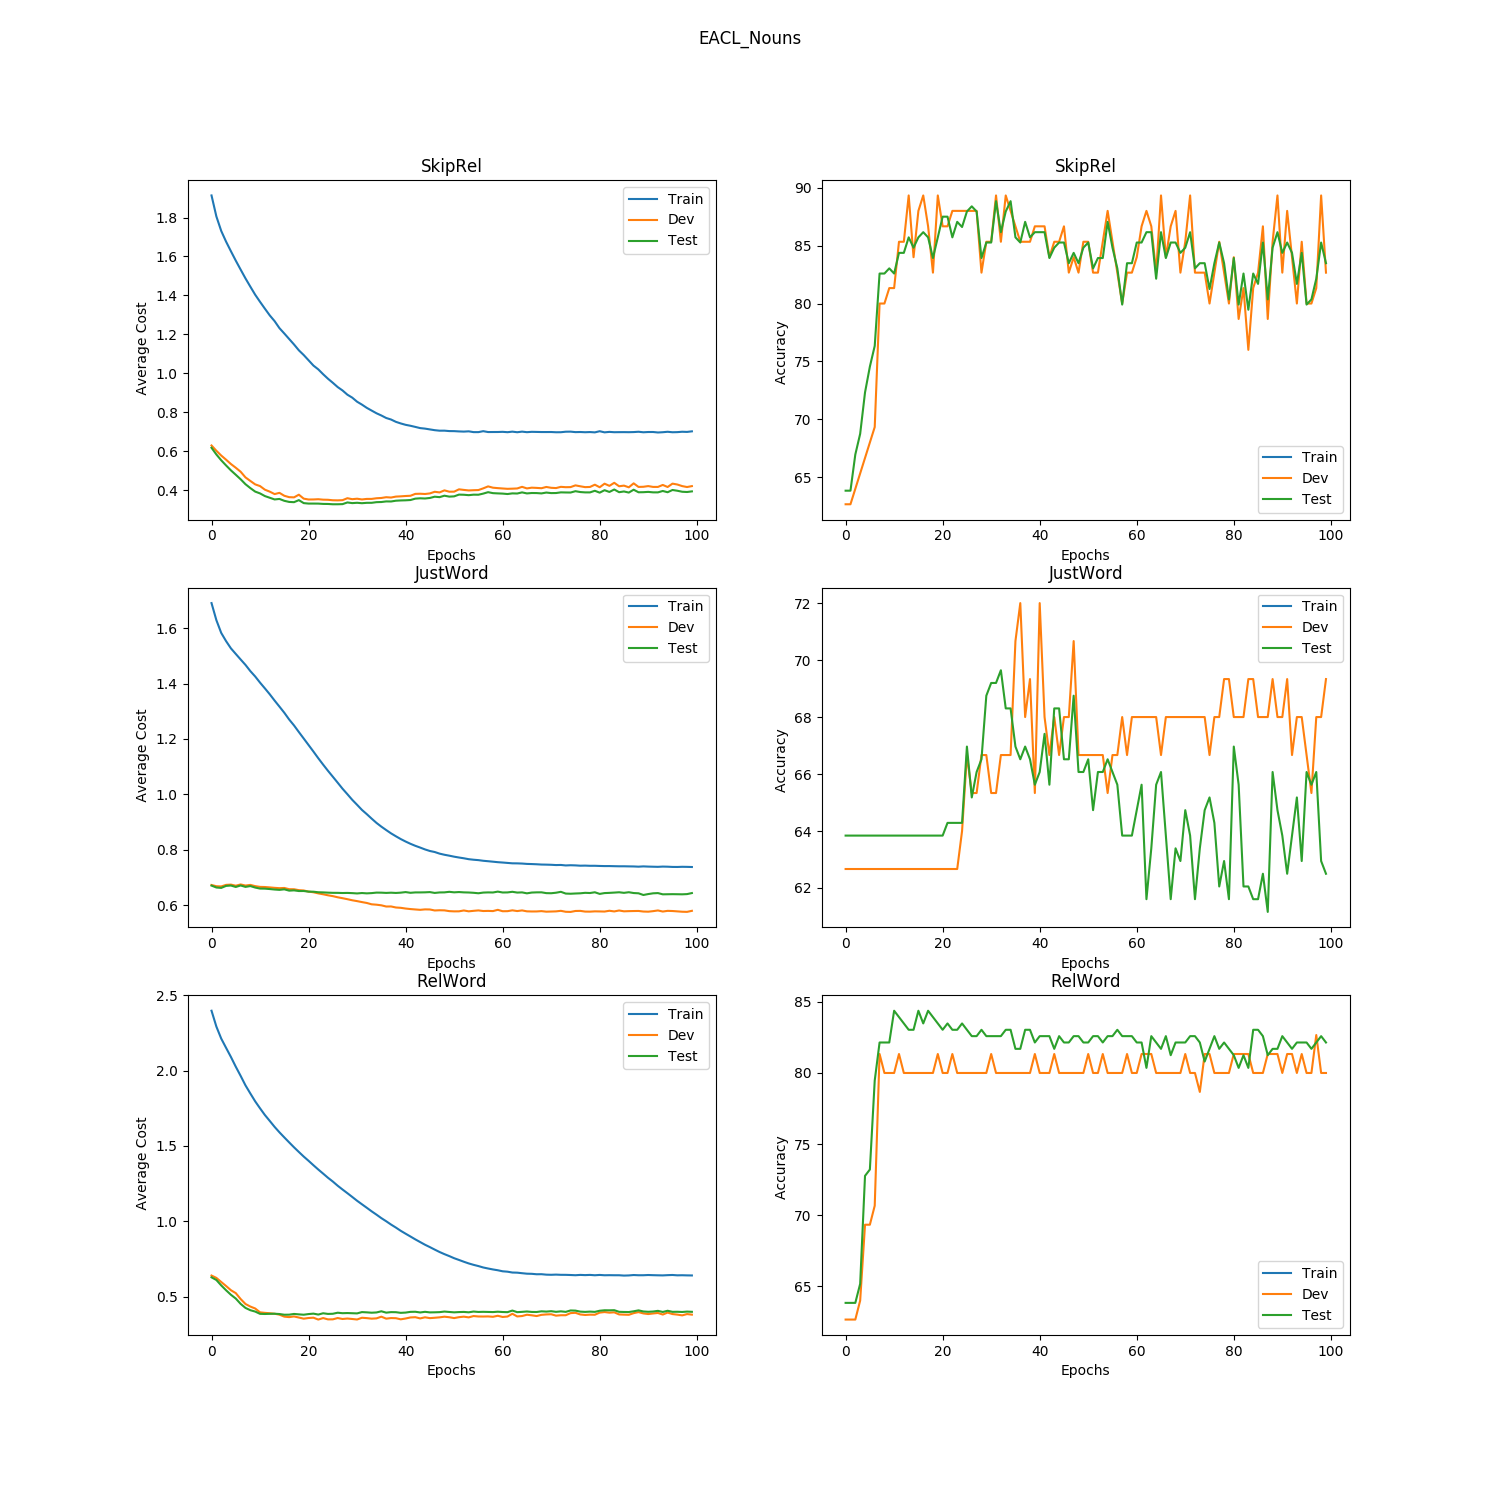 EACL_Nouns
SkipRel
Average Cost
1.8
1.6
1.4
1.2
1.0
0.8
0.6
0.4
Train
Dev
Test
0 20 40 60 80 100
Epochs
SkipRel
Accuracy
90
85
80
75
70
65
Train
Dev
Test
0 20 40 60 80 100
Epochs
JustWord
Average Cost
1.6
1.4
1.2
1.0
0.8
0.6
Train
Dev
Test
0 20 40 60 80 100
Epochs
JustWord
Accuracy
72
70
68
66
64
62
Train
Dev
Test
0 20 40 60 80 100
Epochs
RelWord
Average Cost
2.5
2.0
1.5
1.0
0.5
Train
Dev
Test
0 20 40 60 80 100
Epochs
RelWord
Accuracy
85
80
75
70
65
Train
Dev
Test
0 20 40 60 80 100
Epochs